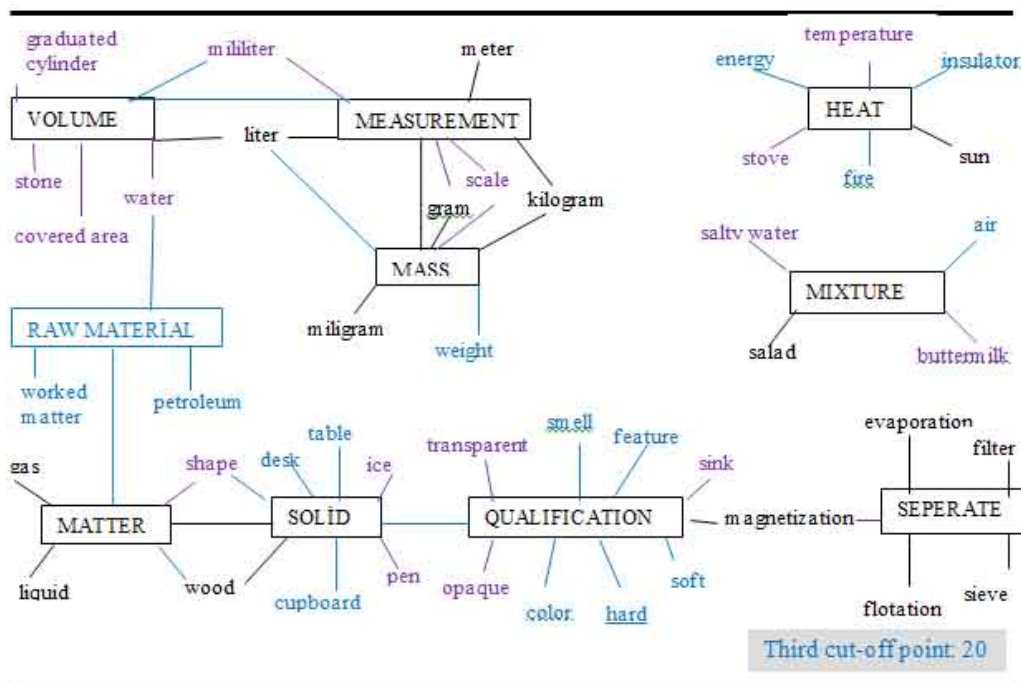 graduated
cylinder
mililiter
meter
temperature
energy
insulator
VOLUME
MEASUREMENT
HEAT
liter
stone
water
scale
gram
kilogram
stove
sun
fire
covered area
MASS
salty water
air
MIXTURE
miligram
weight
salad
buttermilk
RAW MATERİAL
worked
matter
petroleum
evaporation
table
smell
feature
transparent
filter
gas
shape
desk
ice
sink
MATTER
SOLİD
QUALIFICATION
magnetization
SEPERATE
liquid
wood
pen
cupboard
opaque
color
hard
soft
flotation
sieve
Third cut-off point: 20